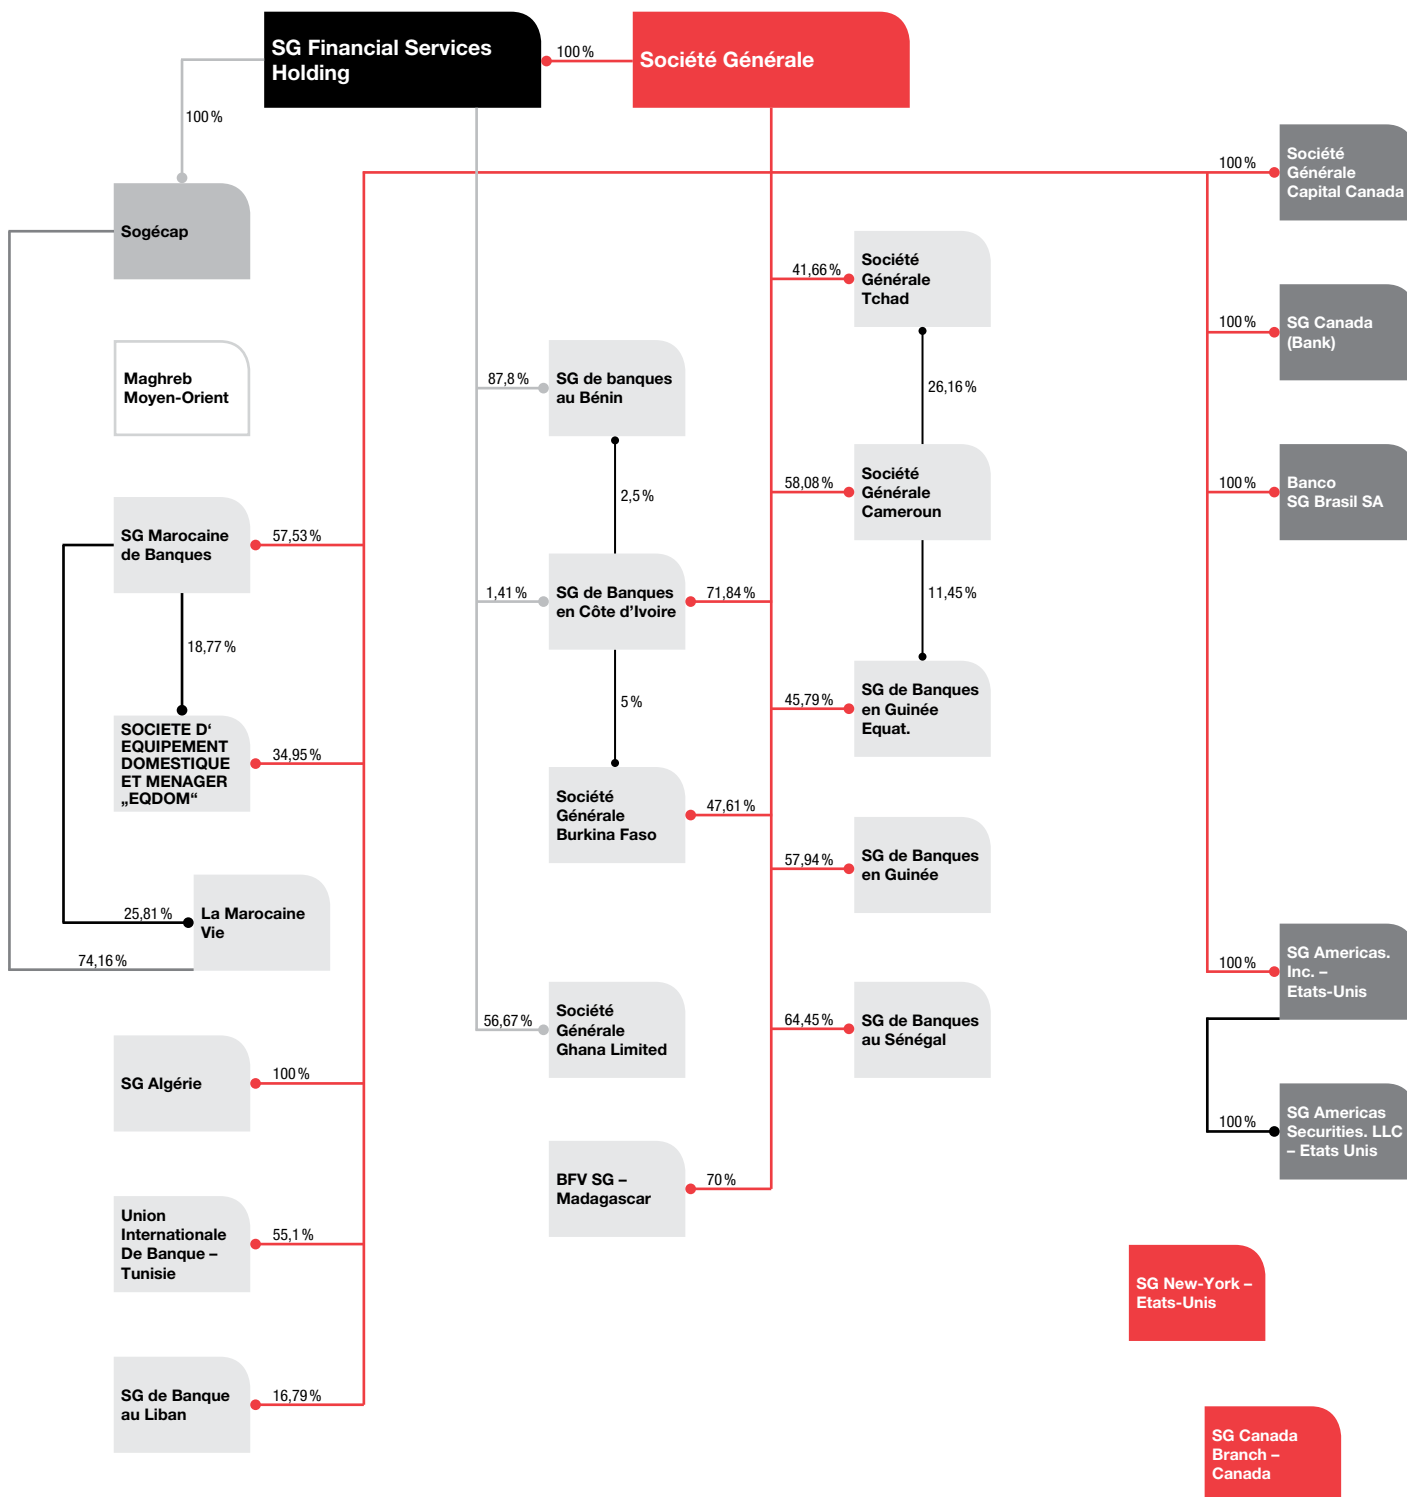 SG Financial Services
Holding
100 %
Société Générale
100 %
Sogécap
Maghreb
Moyen-Orient
SG Marocaine
de Banques
57,53 %
18,77 %
SOCIETE D‘
EQUIPEMENT
DOMESTIQUE
ET MENAGER
„EQDOM“
34,95 %
25,81 %
La Marocaine
Vie
74,16 %
SG Algérie
100 %
Union
Internationale
De Banque –
Tunisie
55,1 %
SG de Banque
au Liban
16,79 %
87,8 %
SG de banques
au Bénin
2,5 %
1,41 %
SG de Banques
en Côte d’Ivoire
71,84 %
5 %
Société
Générale
Burkina Faso
47,61 %
56,67 %
Société
Générale
Ghana Limited
BFV SG –
Madagascar
70 %
41,66 %
Société
Générale
Tchad
26,16 %
58,08 %
Société
Générale
Cameroun
11,45 %
45,79 %
SG de Banques
en Guinée
Equat.
57,94 %
SG de Banques
en Guinée
64,45 %
SG de Banques
au Sénégal
100 %
Société
Générale
Capital Canada
100 %
SG Canada
(Bank)
100 %
Banco
SG Brasil SA
100 %
SG Americas.
Inc. –
Etats-Unis
100 %
SG Americas
Securities. LLC
– Etats Unis
SG New-York –
Etats-Unis
SG Canada
Branch –
Canada